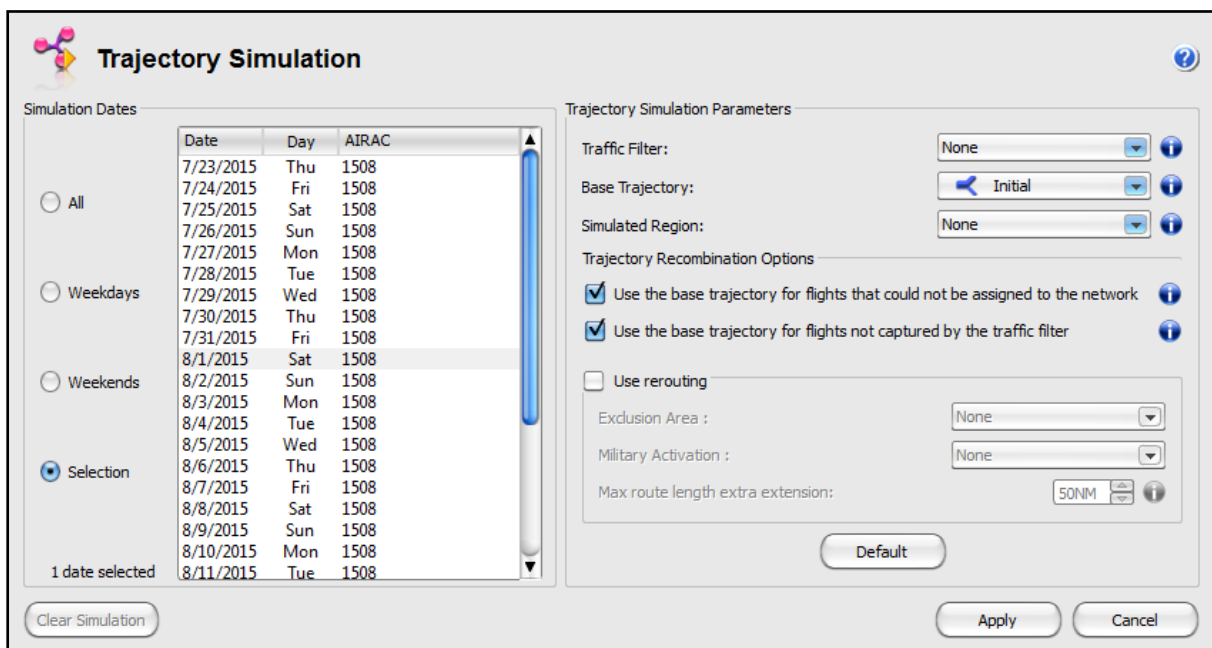 Trajectory Simulation
Simulation Dates
All
Weekdays
Weekends
Selection
1 date selected
Date Day AIRAC
7/23/2015 Thu 1508
7/24/2015 Fri 1508
7/25/2015 Sat 1508
7/26/2015 Sun 1508
7/27/2015 Mon 1508
7/28/2015 Tue 1508
7/29/2015 Wed 1508
7/30/2015 Thu 1508
7/31/2015 Fri 1508
8/1/2015 Sat 1508
8/2/2015 Sun 1508
8/3/2015 Mon 1508
8/4/2015 Tue 1508
8/5/2015 Wed 1508
8/6/2015 Thu 1508
8/7/2015 Fri 1508
8/8/2015 Sat 1508
8/9/2015 Sun 1508
8/10/2015 Mon 1508
8/11/2015 Tue 1508
Trajectory Simulation Parameters
Traffic Filter: None
Base Trajectory: Initial
Simulated Region: None
Trajectory Recombination Options
Use the base trajectory for flights that could not be assigned to the network
Use the base trajectory for flights not captured by the traffic filter
Use rerouting
Exclusion Area : None
Military Activation : None
Max route length extra extension: 50NM
Default
Clear Simulation
Apply
Cancel